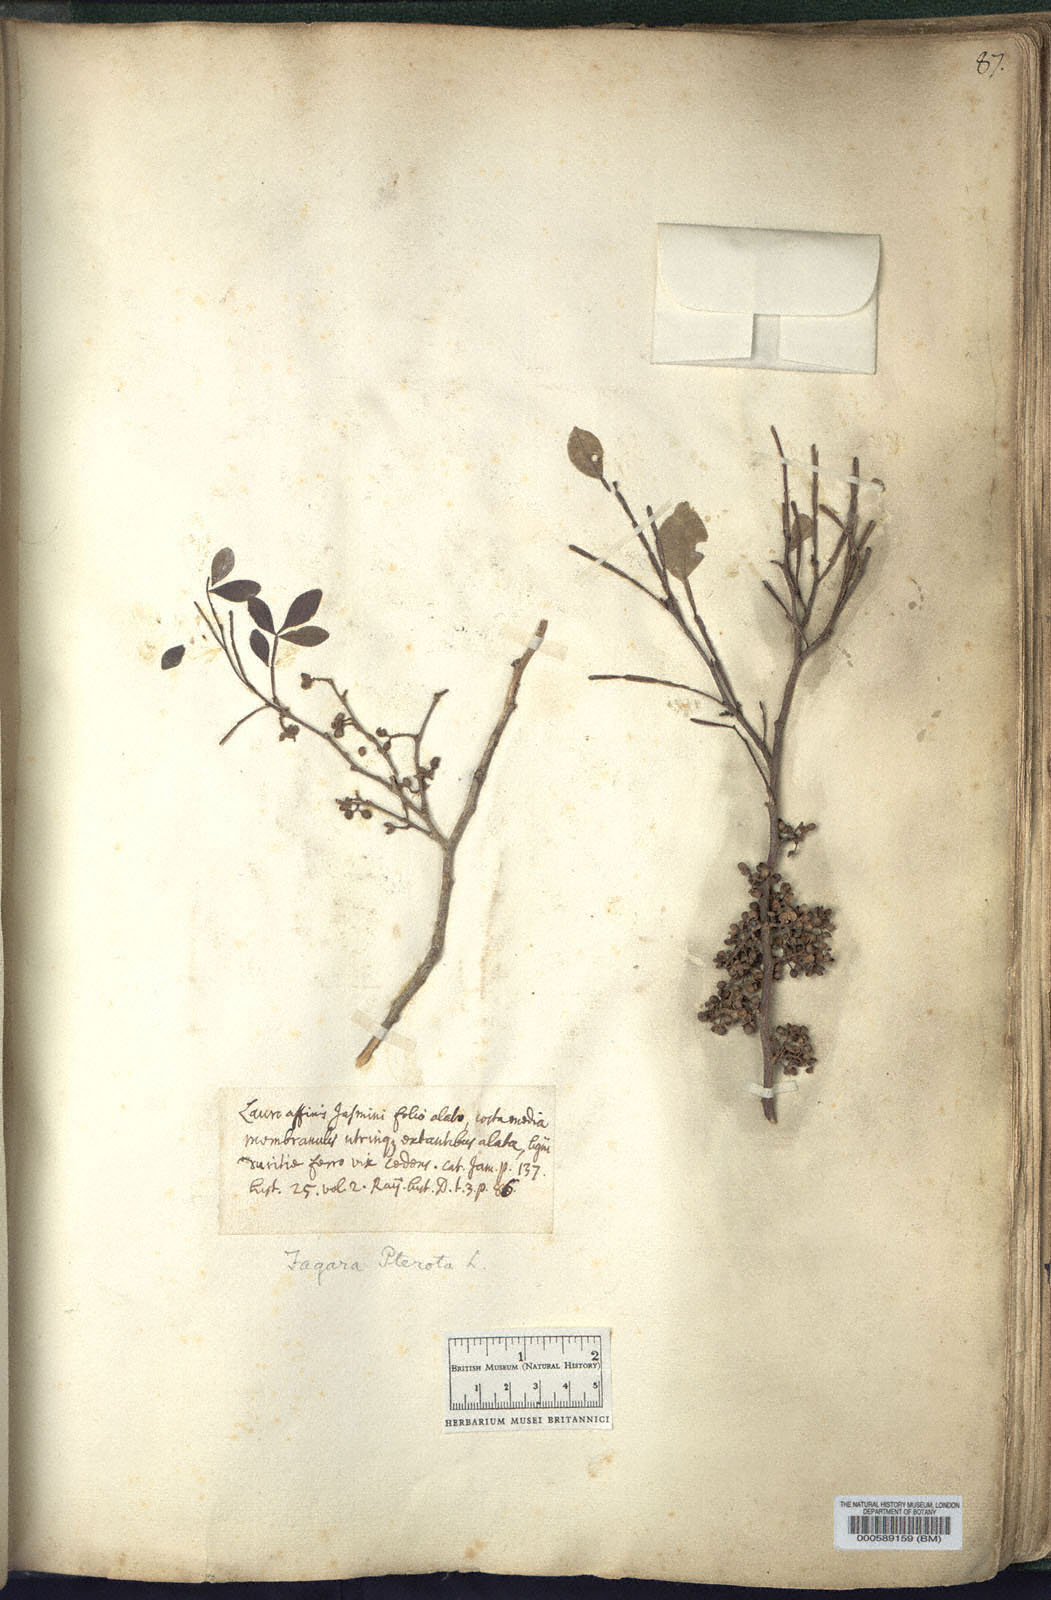 87.
Lauro affinis Jasmini folio alato, costa media
membranulis utrinq; extantibus alata, ligni
duritie ferro vix cedens. cat. Jam. p. 137.
hist. 25. vol. 2. Raij. hist. D. t. 3. p. 86
Fagara Pterota L.
1 2
BRITISH MUSEUM (NATURAL HISTORY)
1 2 3 4 5
HERBARIUM MUSEI BRITANNICI
THE NATURAL HISTORY MUSEUM, LONDON
DEPARTMENT OF BOTANY
000589159 (BM)